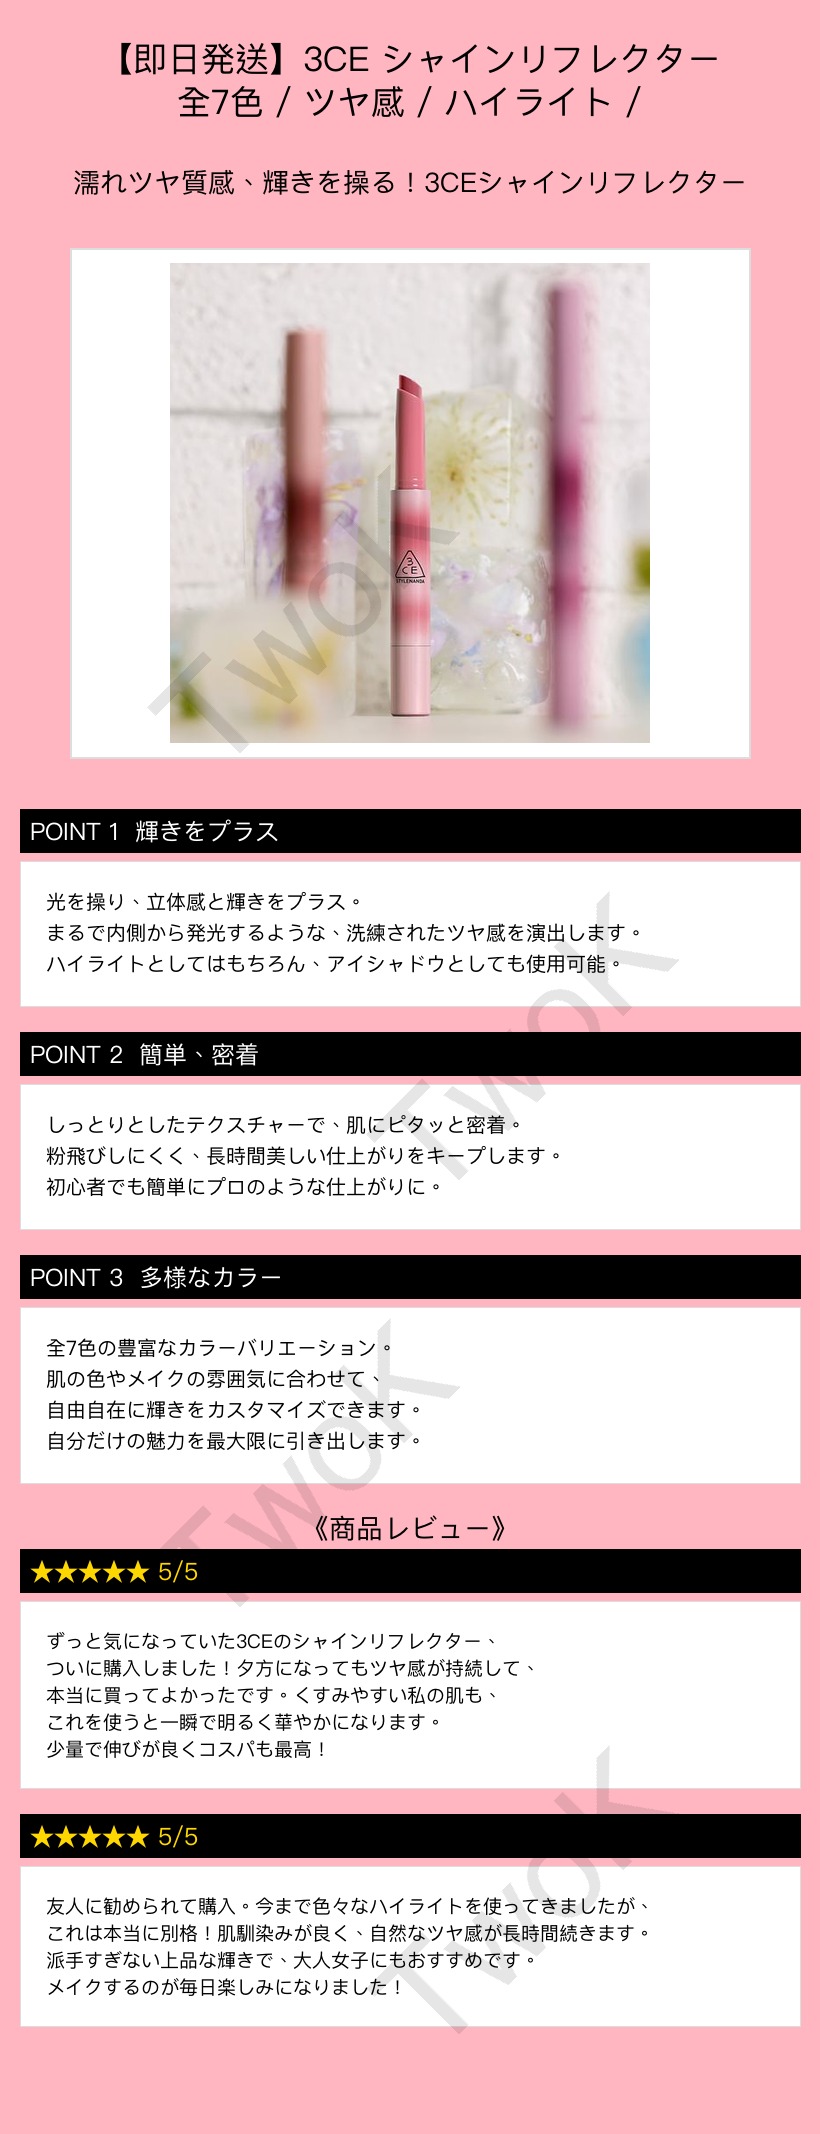 【即日発送】3CE シャインリフレクター
全7色 / ツヤ感 / ハイライト /
濡れツヤ質感、輝きを操る！3CEシャインリフレクター
3
CE
STYLENANDA
TwoK
POINT 1 輝きをプラス
光を操り、立体感と輝きをプラス。
まるで内側から発光するような、洗練されたツヤ感を演出します。
ハイライトとしてはもちろん、アイシャドウとしても使用可能。
TwoK
POINT 2 簡単、密着
しっとりとしたテクスチャーで、肌にピタッと密着。
粉飛びしにくく、長時間美しい仕上がりをキープします。
初心者でも簡単にプロのような仕上がりに。
POINT 3 多様なカラー
全7色の豊富なカラーバリエーション。
肌の色やメイクの雰囲気に合わせて、
自由自在に輝きをカスタマイズできます。
自分だけの魅力を最大限に引き出します。
TwoK
《商品レビュー》
★★★★★ 5/5
ずっと気になっていた3CEのシャインリフレクター、
ついに購入しました！夕方になってもツヤ感が持続して、
本当に買ってよかったです。くすみやすい私の肌も、
これを使うと一瞬で明るく華やかになります。
少量で伸びが良くコスパも最高！
★★★★★ 5/5
友人に勧められて購入。今まで色々なハイライトを使ってきましたが、
これは本当に別格！肌馴染みが良く、自然なツヤ感が長時間続きます。
派手すぎない上品な輝きで、大人女子にもおすすめです。
メイクするのが毎日楽しみになりました！
TwoK